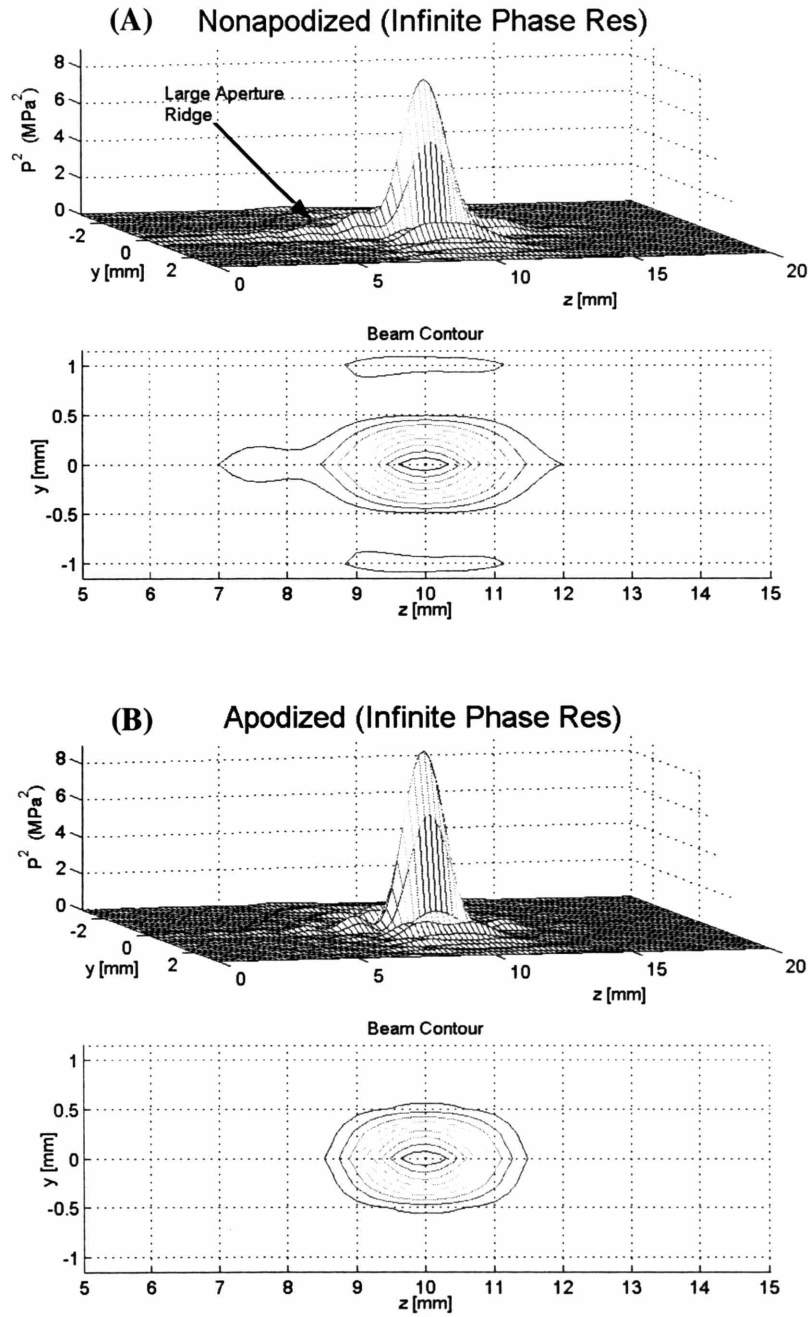 (A) Nonapodized (Infinite Phase Res)
8
6
4
2
0
P² (MPa²)
Large Aperture
Ridge
-2
0
2
y [mm]
0
5
10
15
20
z [mm]
Beam Contour
1
0.5
0
-0.5
-1
y [mm]
5 6 7 8 9 10 11 12 13 14 15
z [mm]
(B) Apodized (Infinite Phase Res)
8
6
4
2
0
P² (MPa²)
-2
0
2
y [mm]
0
5
10
15
20
z [mm]
Beam Contour
1
0.5
0
-0.5
-1
y [mm]
5 6 7 8 9 10 11 12 13 14 15
z [mm]